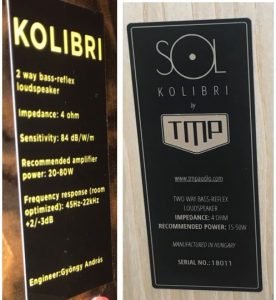 KOLIBRI
2 way bass-reflex
loudspeaker
Impedance: 4 ohm
Sensitivity: 84 dB/W/m
Recommended amplifier
power: 20-80W
Frequency response (room
optimized): 45Hz-22kHz
+2/-3dB
Engineer:György András
SOL
KOLIBRI
by
TMP
www.tmpaudio.com
TWO WAY BASS-REFLEX
LOUDSPEAKER
IMPEDANCE: 4 OHM
RECOMMENDED POWER: 15-50W
MANUFACTURED IN HUNGARY
SERIAL NO.: 18011